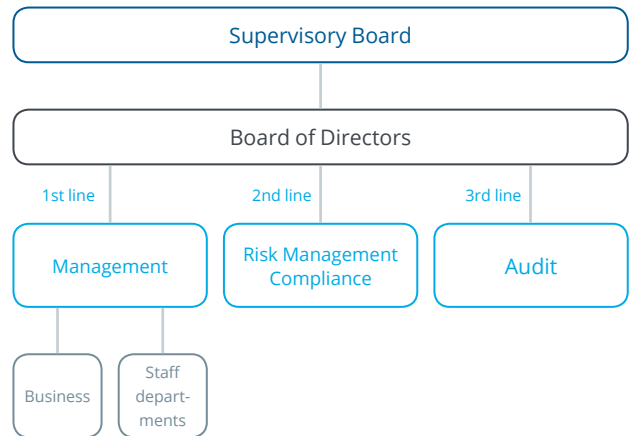 Supervisory Board
Board of Directors
1st line
2nd line
3rd line
Management
Risk Management
Compliance
Audit
Business
Staff
depart-
ments